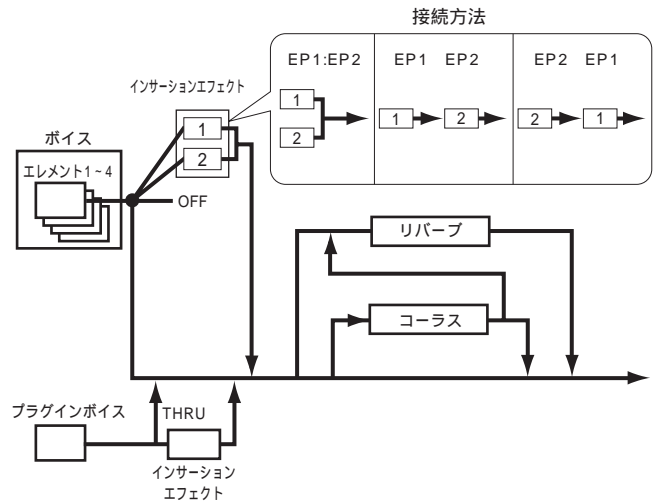 接続方法
EP1:EP2
EP1 EP2
EP2 EP1
1
2
1
2
2
1
インサーションエフェクト
1
2
ボイス
エレメント1~4
OFF
リバーブ
コーラス
プラグインボイス
THRU
インサーション
エフェクト